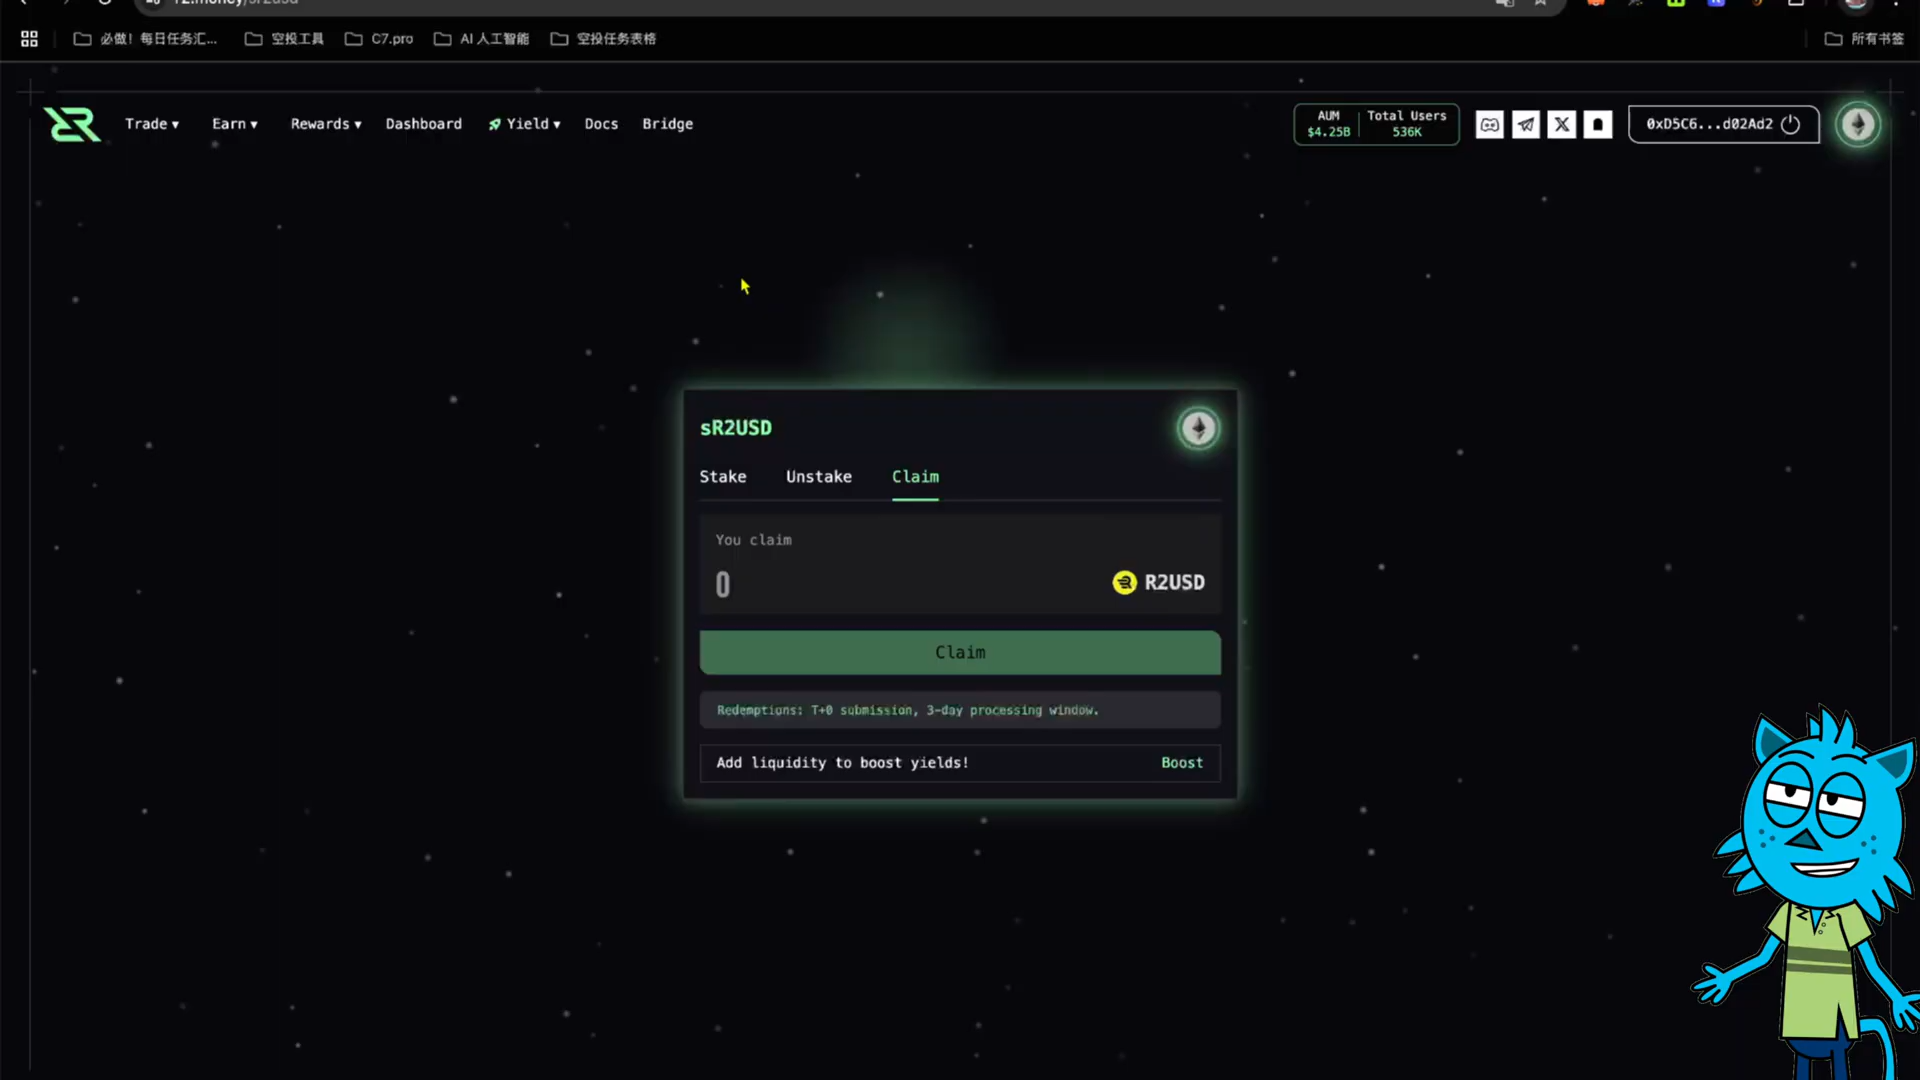 必做！每日任务汇... 空投工具 C7.pro AI 人工智能 空投任务表格 所有书签
Trade ▾ Earn ▾ Rewards ▾ Dashboard Yield ▾ Docs Bridge
AUM Total Users
$4.25B 536K
0xD5C6...d02Ad2
sR2USD
Stake Unstake Claim
You claim
0 R2USD
Claim
Redemptions: T+0 submission, 3-day processing window.
Add liquidity to boost yields! Boost